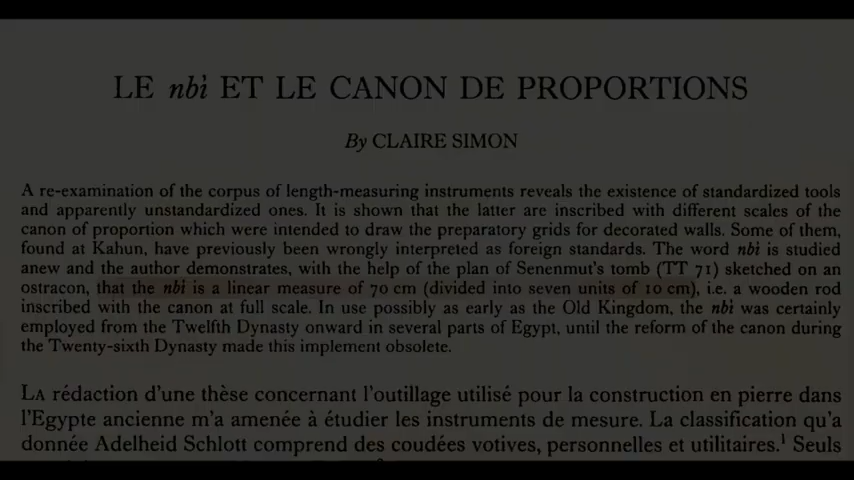 LE nbỉ ET LE CANON DE PROPORTIONS
By CLAIRE SIMON
A re-examination of the corpus of length-measuring instruments reveals the existence of standardized tools
and apparently unstandardized ones. It is shown that the latter are inscribed with different scales of the
canon of proportion which were intended to draw the preparatory grids for decorated walls. Some of them,
found at Kahun, have previously been wrongly interpreted as foreign standards. The word nbỉ is studied
anew and the author demonstrates, with the help of the plan of Senenmut's tomb (TT 71) sketched on an
ostracon, that the nbỉ is a linear measure of 70 cm (divided into seven units of 10 cm), i.e. a wooden rod
inscribed with the canon at full scale. In use possibly as early as the Old Kingdom, the nbỉ was certainly
employed from the Twelfth Dynasty onward in several parts of Egypt, until the reform of the canon during
the Twenty-sixth Dynasty made this implement obsolete.
LA rédaction d'une thèse concernant l'outillage utilisé pour la construction en pierre dans
l'Egypte ancienne m'a amenée à étudier les instruments de mesure. La classification qu'a
donnée Adelheid Schlott comprend des coudées votives, personnelles et utilitaires.¹ Seuls